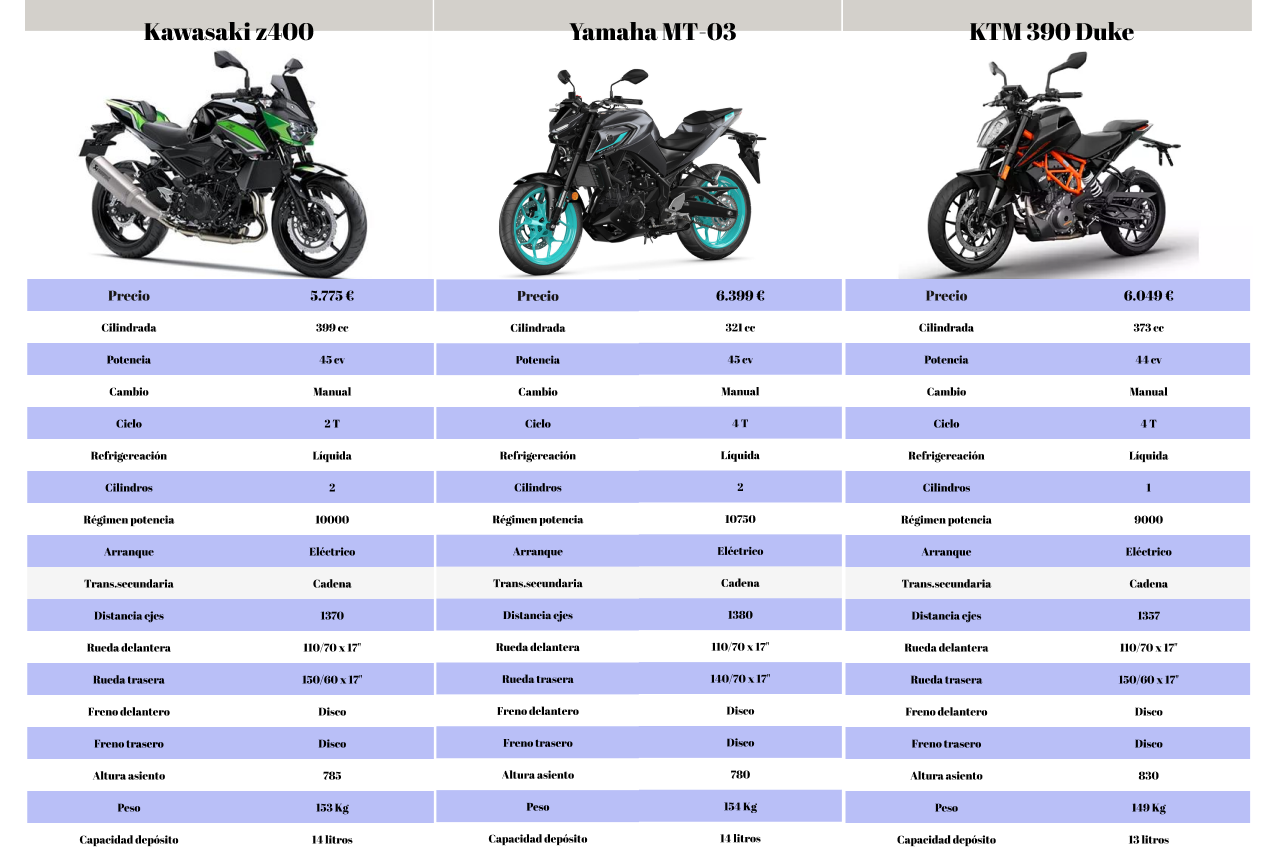 Kawasaki z400 Yamaha MT-03 KTM 390 Duke
Precio 5.775 € Precio 6.399 € Precio 6.049 €
Cilindrada 399 cc Cilindrada 321 cc Cilindrada 373 cc
Potencia 45 cv Potencia 45 cv Potencia 44 cv
Cambio Manual Cambio Manual Cambio Manual
Ciclo 2 T Ciclo 4 T Ciclo 4 T
Refrigereación Líquida Refrigereación Líquida Refrigereación Líquida
Cilindros 2 Cilindros 2 Cilindros 1
Régimen potencia 10000 Régimen potencia 10750 Régimen potencia 9000
Arranque Eléctrico Arranque Eléctrico Arranque Eléctrico
Trans.secundaria Cadena Trans.secundaria Cadena Trans.secundaria Cadena
Distancia ejes 1370 Distancia ejes 1380 Distancia ejes 1357
Rueda delantera 110/70 x 17" Rueda delantera 110/70 x 17" Rueda delantera 110/70 x 17"
Rueda trasera 150/60 x 17" Rueda trasera 140/70 x 17" Rueda trasera 150/60 x 17"
Freno delantero Disco Freno delantero Disco Freno delantero Disco
Freno trasero Disco Freno trasero Disco Freno trasero Disco
Altura asiento 785 Altura asiento 780 Altura asiento 830
Peso 153 Kg Peso 154 Kg Peso 149 Kg
Capacidad depósito 14 litros Capacidad depósito 14 litros Capacidad depósito 13 litros